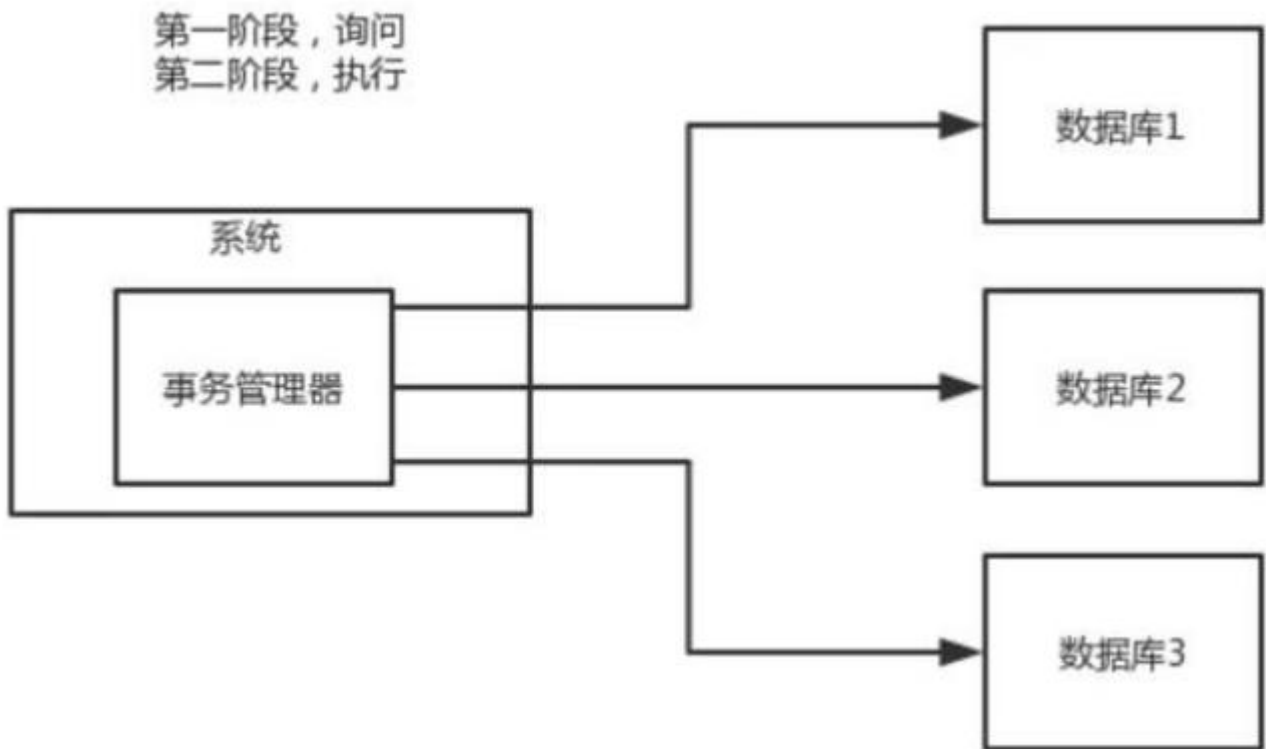 第一阶段，询问
第二阶段，执行
数据库1
系统
事务管理器
数据库2
数据库3